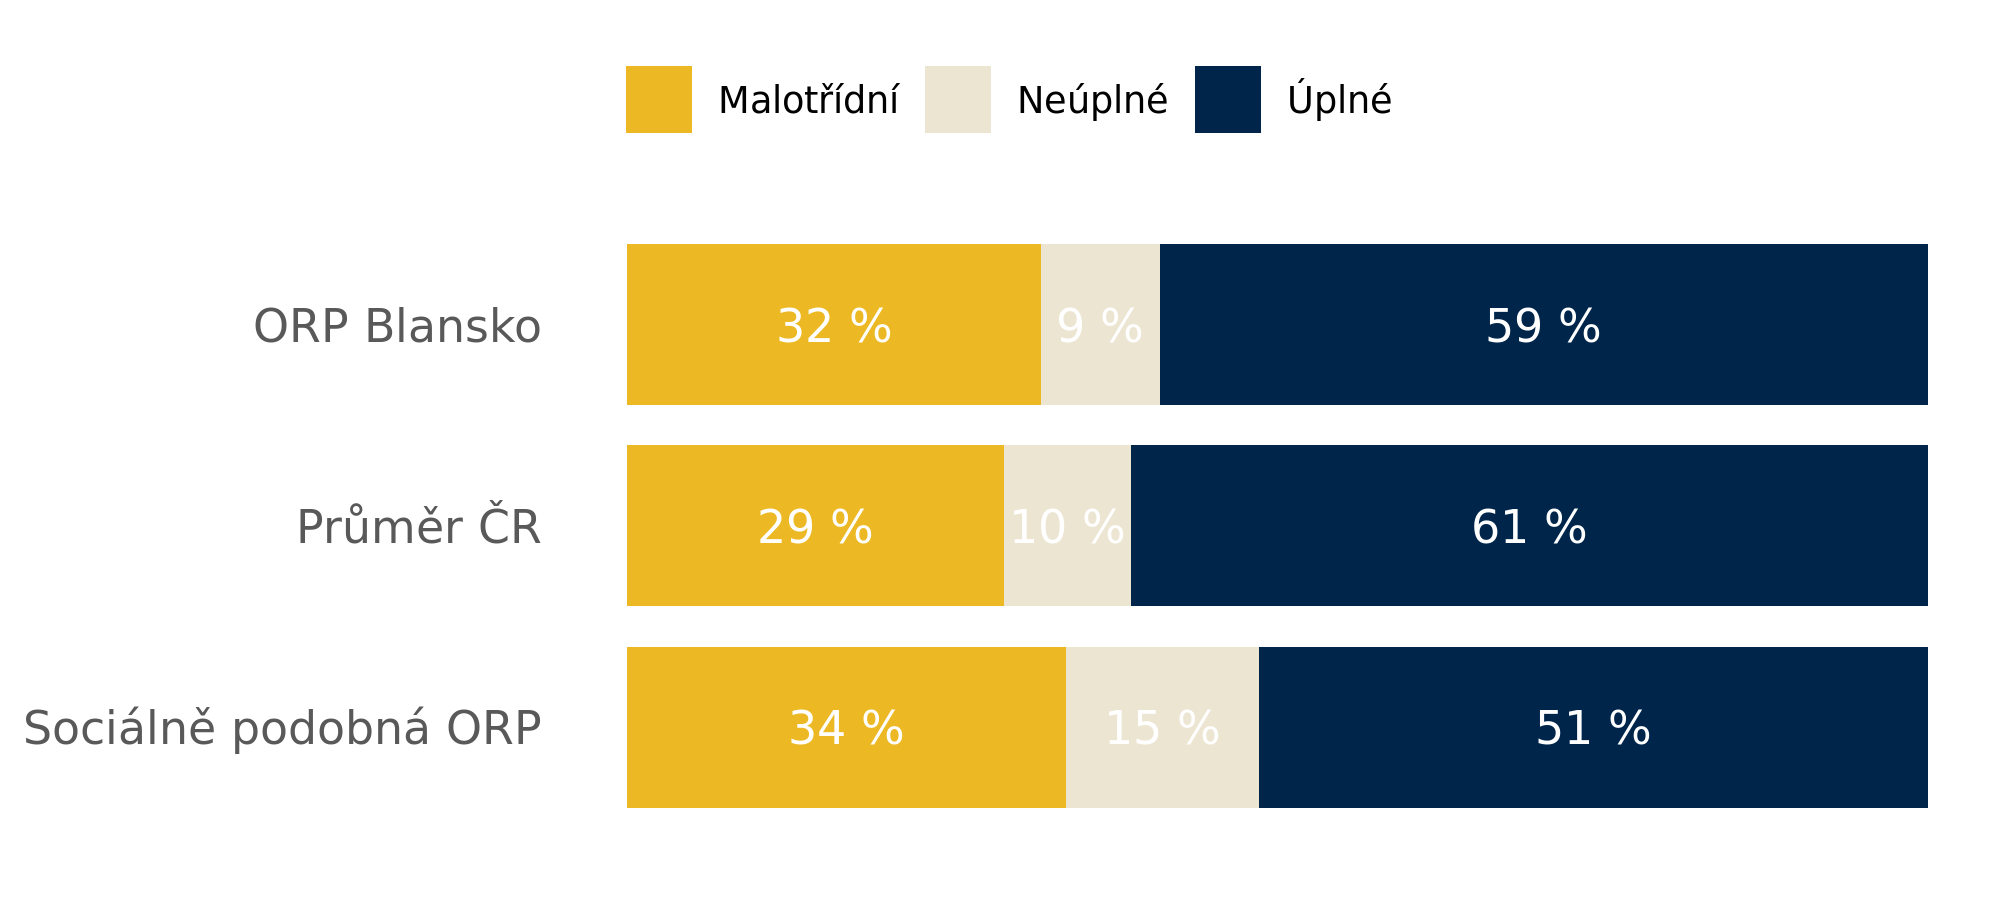 Malotřídní Neúplné Úplné
ORP Blansko 32 % 9 % 59 %
Průměr ČR 29 % 10 % 61 %
Sociálně podobná ORP 34 % 15 % 51 %